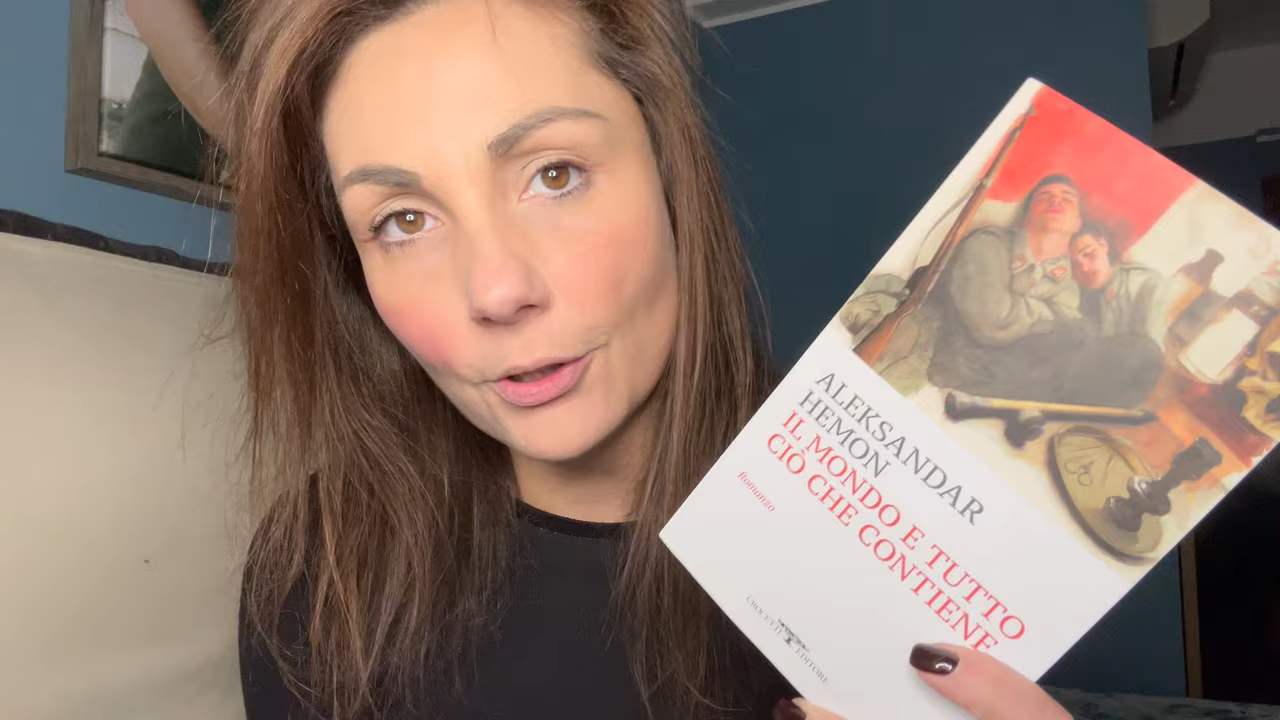 ALEKSANDAR
HEMON
IL MONDO E TUTTO
CIÒ CHE CONTIENE
Romanzo
CROCETTI EDITORE